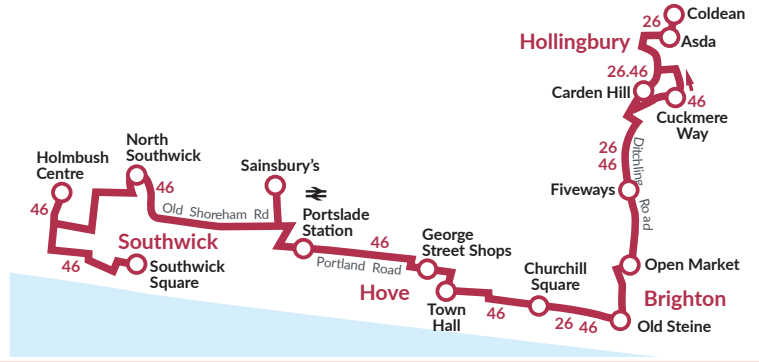 26
Coldean
Hollingbury
Asda
26.46
Carden Hill
46
Cuckmere
Way
26
46
Ditchling
Road
Fiveways
North
Southwick
Holmbush
Centre
Sainsbury's
46
46
Old Shoreham Rd
Portslade
Station
Southwick
46
46
Southwick
Square
Portland Road
George
Street Shops
Hove
Town
Hall
46
Churchill
Square
26 46
Open Market
Brighton
Old Steine